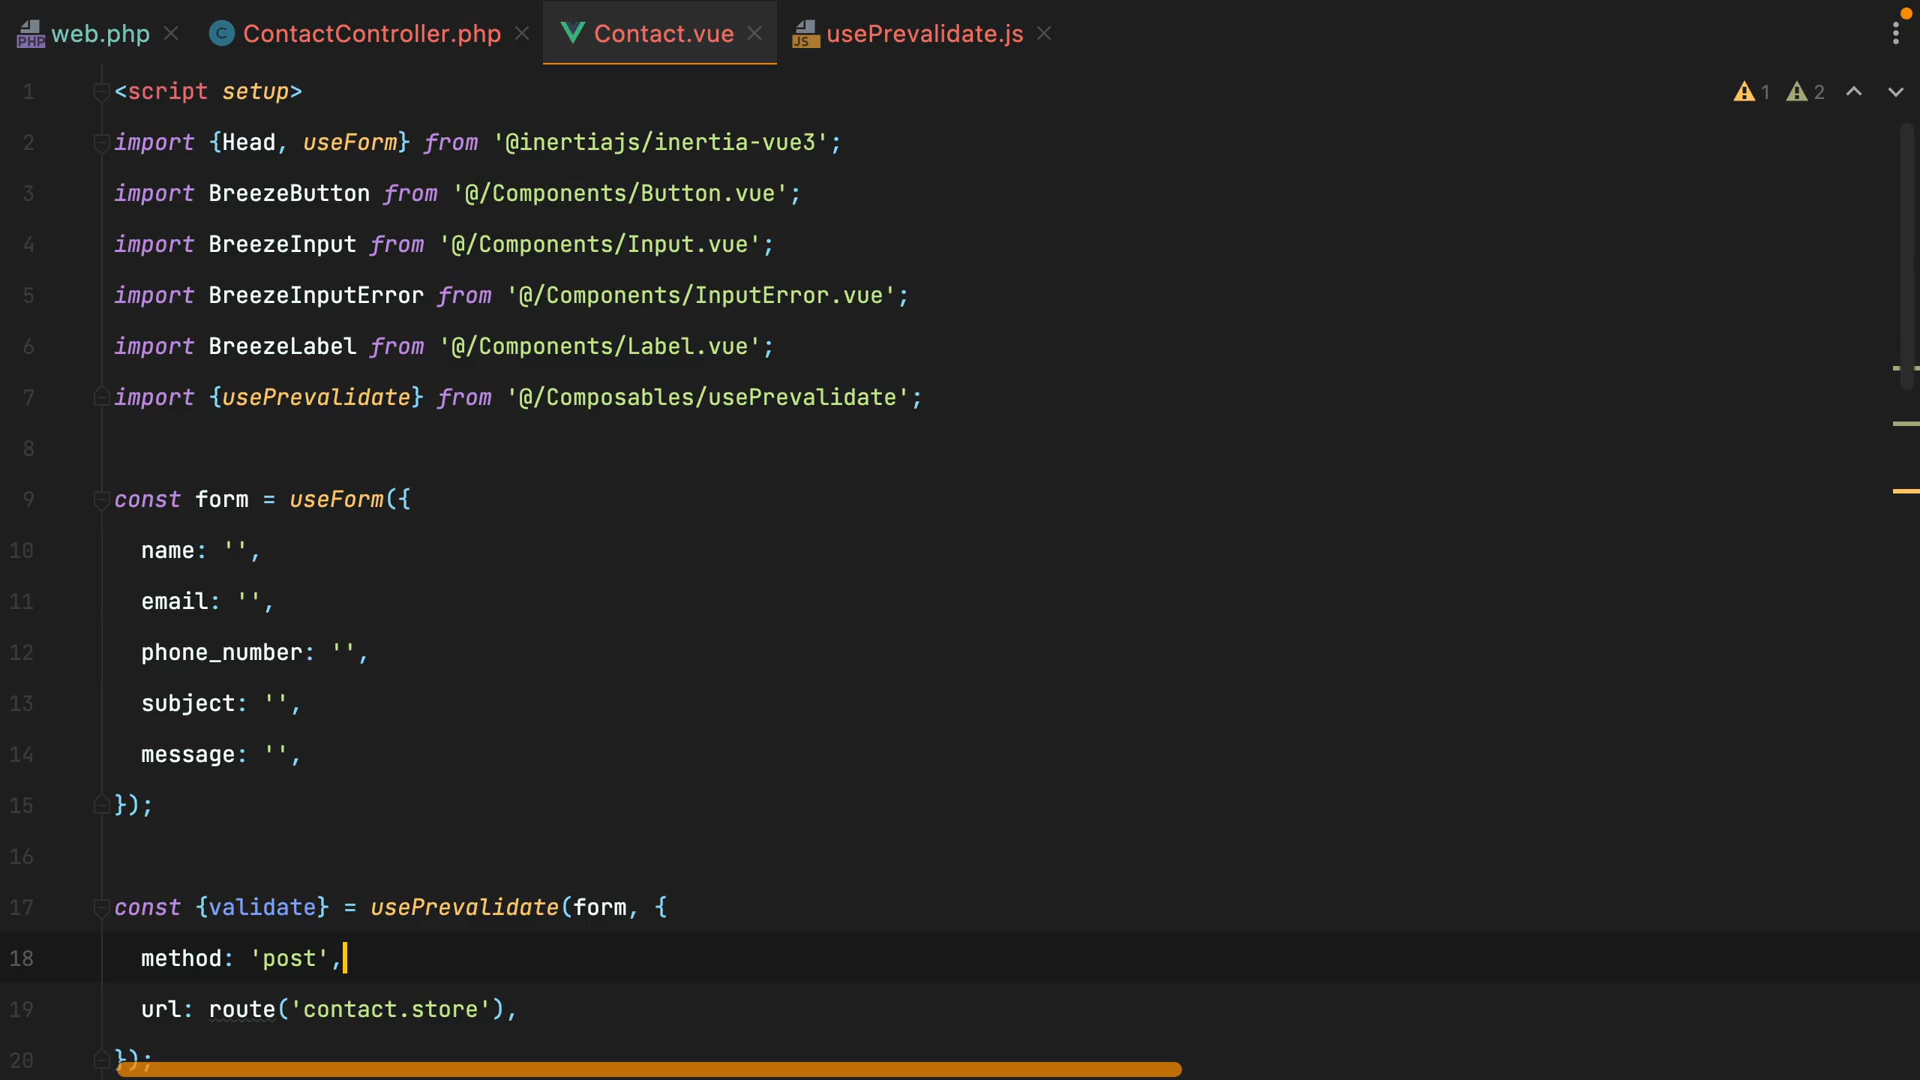 web.php ContactController.php Contact.vue usePrevalidate.js
1 <script setup> 1 2
2 import {Head, useForm} from '@inertiajs/inertia-vue3';
3 import BreezeButton from '@/Components/Button.vue';
4 import BreezeInput from '@/Components/Input.vue';
5 import BreezeInputError from '@/Components/InputError.vue';
6 import BreezeLabel from '@/Components/Label.vue';
7 import {usePrevalidate} from '@/Composables/usePrevalidate';
8
9 const form = useForm({
10 name: '',
11 email: '',
12 phone_number: '',
13 subject: '',
14 message: '',
15 });
16
17 const {validate} = usePrevalidate(form, {
18 method: 'post',
19 url: route('contact.store'),
20 });